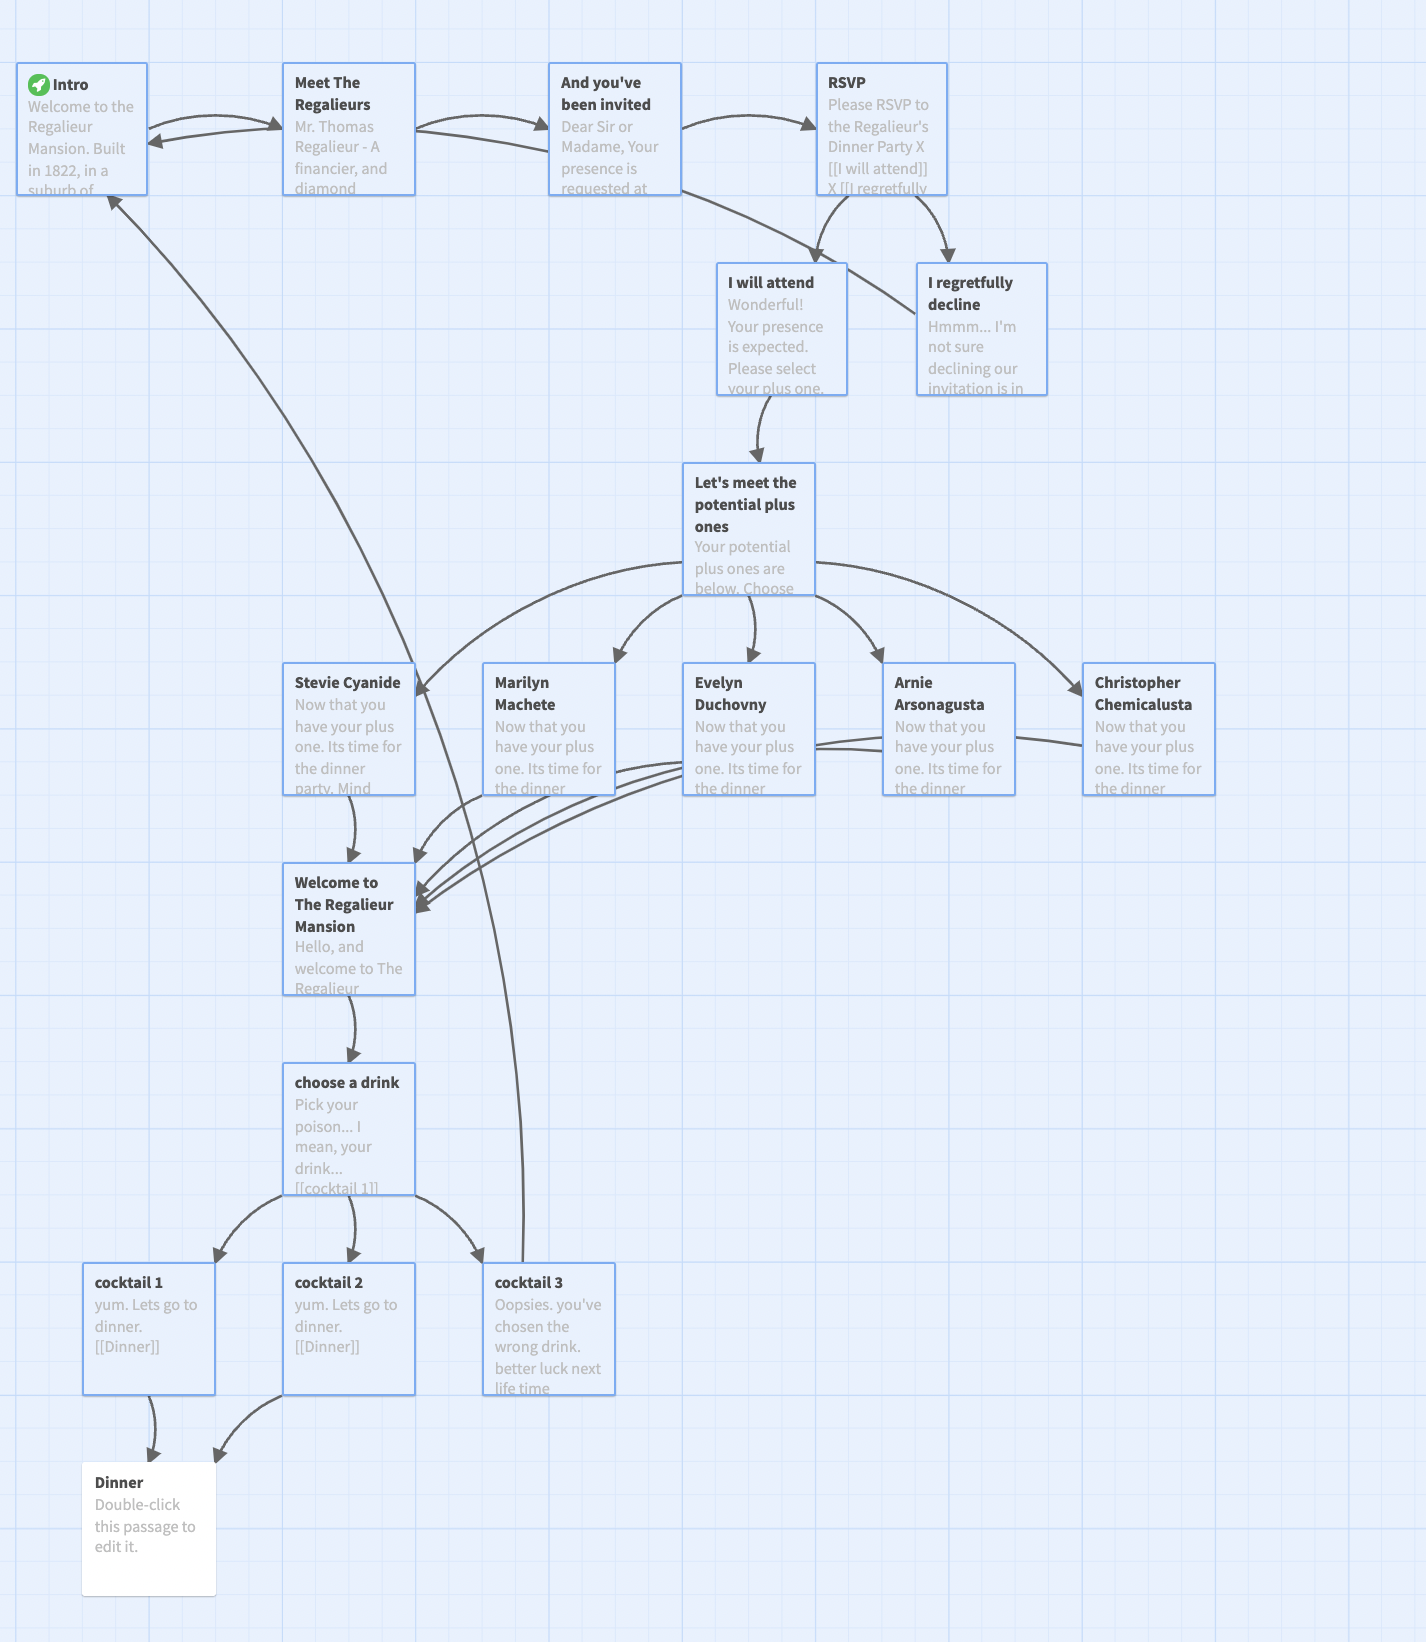 Intro
Welcome to the
Regalieur
Mansion. Built
in 1822, in a
suburb of
Meet The
Regalieurs
Mr. Thomas
Regalieur - A
financier, and
diamond
And you've
been invited
Dear Sir or
Madame, Your
presence is
requested at
RSVP
Please RSVP to
the Regalieur's
Dinner Party X
[[I will attend]]
X [[I regretfully
I will attend
Wonderful!
Your presence
is expected.
Please select
your plus one.
I regretfully
decline
Hmmm... I'm
not sure
declining our
invitation is in
Let's meet the
potential plus
ones
Your potential
plus ones are
below. Choose
Stevie Cyanide
Now that you
have your plus
one. Its time for
the dinner
party. Mind
Marilyn
Machete
Now that you
have your plus
one. Its time for
the dinner
Evelyn
Duchovny
Now that you
have your plus
one. Its time for
the dinner
Arnie
Arsonagusta
Now that you
have your plus
one. Its time for
the dinner
Christopher
Chemicalusta
Now that you
have your plus
one. Its time for
the dinner
Welcome to
The Regalieur
Mansion
Hello, and
welcome to The
Regalieur
choose a drink
Pick your
poison... I
mean, your
drink...
[[cocktail 1]]
cocktail 1
yum. Lets go to
dinner.
[[Dinner]]
cocktail 2
yum. Lets go to
dinner.
[[Dinner]]
cocktail 3
Oopsies. you've
chosen the
wrong drink.
better luck next
life time
Dinner
Double-click
this passage to
edit it.